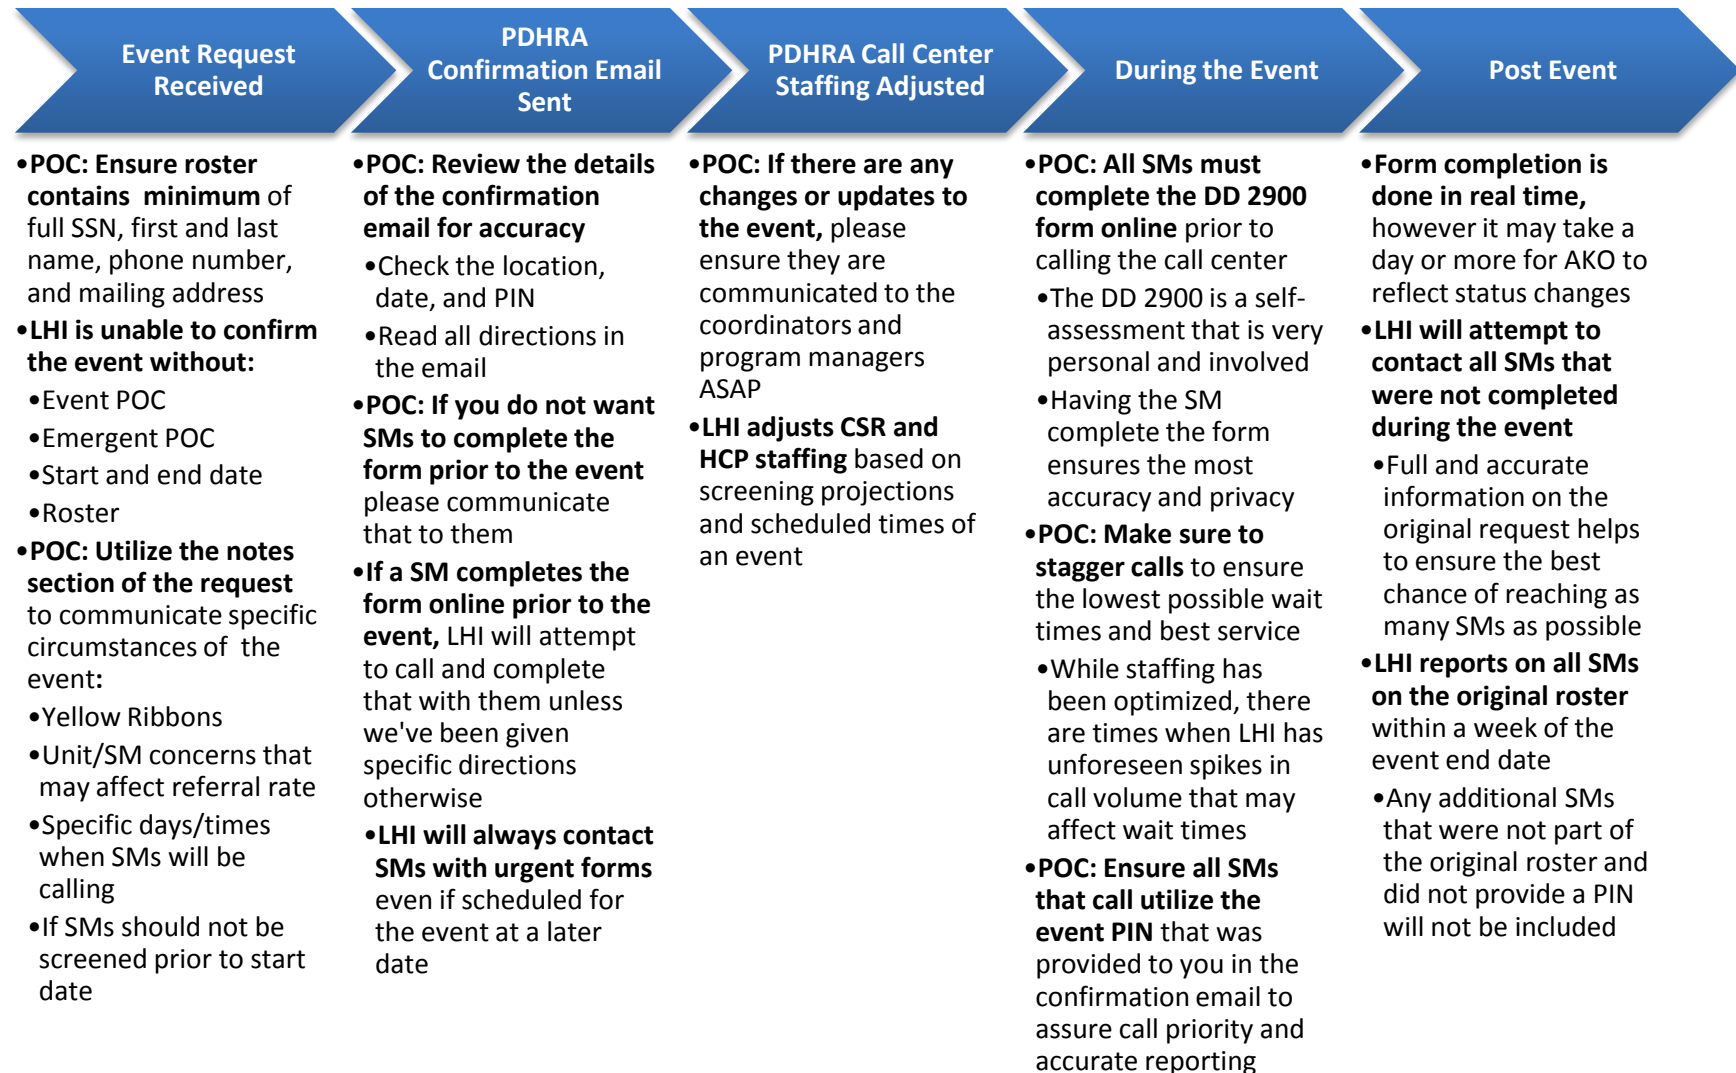 Event Request
Received
PDHRA
Confirmation Email
Sent
PDHRA Call Center
Staffing Adjusted
During the Event
Post Event
•POC: Ensure roster
contains minimum of
full SSN, first and last
name, phone number,
and mailing address
•LHI is unable to confirm
the event without:
•Event POC
•Emergent POC
•Start and end date
•Roster
•POC: Utilize the notes
section of the request
to communicate specific
circumstances of the
event:
•Yellow Ribbons
•Unit/SM concerns that
may affect referral rate
•Specific days/times
when SMs will be
calling
•If SMs should not be
screened prior to start
date
•POC: Review the details
of the confirmation
email for accuracy
•Check the location,
date, and PIN
•Read all directions in
the email
•POC: If you do not want
SMs to complete the
form prior to the event
please communicate
that to them
•If a SM completes the
form online prior to the
event, LHI will attempt
to call and complete
that with them unless
we've been given
specific directions
otherwise
•LHI will always contact
SMs with urgent forms
even if scheduled for
the event at a later
date
•POC: If there are any
changes or updates to
the event, please
ensure they are
communicated to the
coordinators and
program managers
ASAP
•LHI adjusts CSR and
HCP staffing based on
screening projections
and scheduled times of
an event
•POC: All SMs must
complete the DD 2900
form online prior to
calling the call center
•The DD 2900 is a self-
assessment that is very
personal and involved
•Having the SM
complete the form
ensures the most
accuracy and privacy
•POC: Make sure to
stagger calls to ensure
the lowest possible wait
times and best service
•While staffing has
been optimized, there
are times when LHI has
unforeseen spikes in
call volume that may
affect wait times
•POC: Ensure all SMs
that call utilize the
event PIN that was
provided to you in the
confirmation email to
assure call priority and
accurate reporting
•Form completion is
done in real time,
however it may take a
day or more for AKO to
reflect status changes
•LHI will attempt to
contact all SMs that
were not completed
during the event
•Full and accurate
information on the
original request helps
to ensure the best
chance of reaching as
many SMs as possible
•LHI reports on all SMs
on the original roster
within a week of the
event end date
•Any additional SMs
that were not part of
the original roster and
did not provide a PIN
will not be included